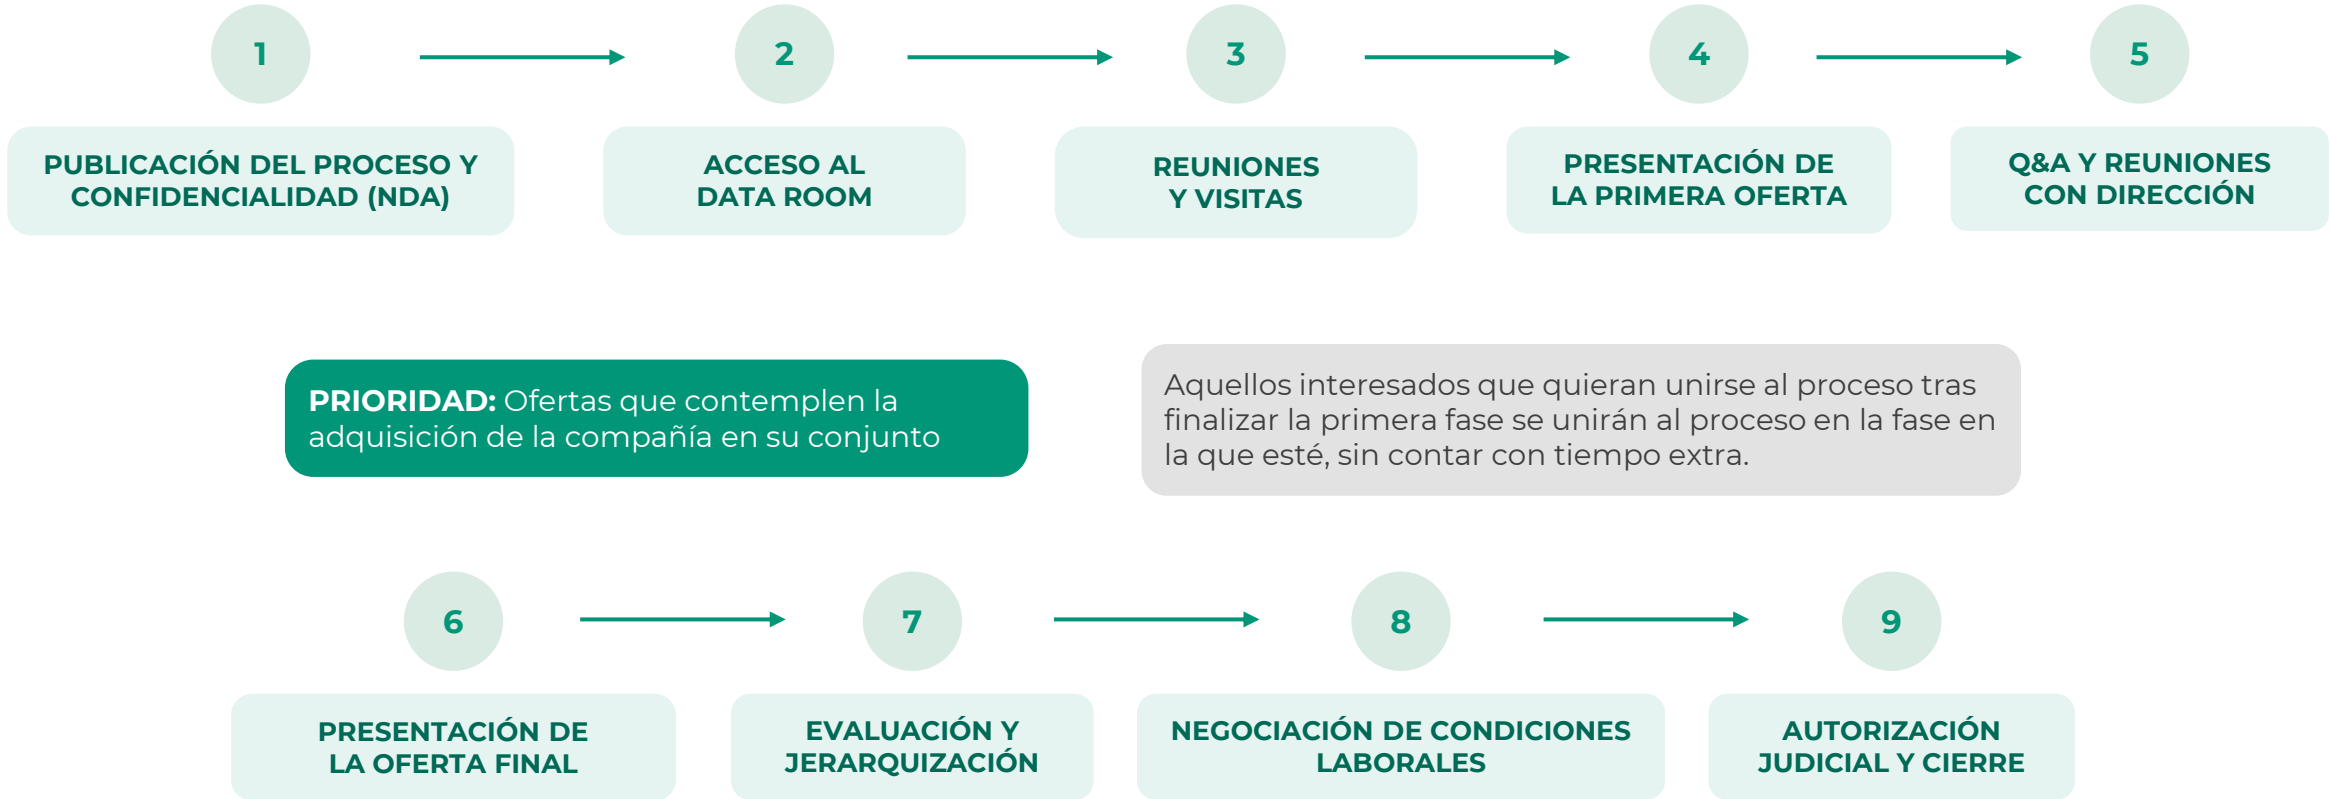 1
2
3
4
5
PUBLICACIÓN DEL PROCESO Y
CONFIDENCIALIDAD (NDA)
ACCESO AL
DATA ROOM
REUNIONES
Y VISITAS
PRESENTACIÓN DE
LA PRIMERA OFERTA
Q&A Y REUNIONES
CON DIRECCIÓN
PRIORIDAD: Ofertas que contemplen la
adquisición de la compañía en su conjunto
Aquellos interesados que quieran unirse al proceso tras
finalizar la primera fase se unirán al proceso en la fase en
la que esté, sin contar con tiempo extra.
6
7
8
9
PRESENTACIÓN DE
LA OFERTA FINAL
EVALUACIÓN Y
JERARQUIZACIÓN
NEGOCIACIÓN DE CONDICIONES
LABORALES
AUTORIZACIÓN
JUDICIAL Y CIERRE